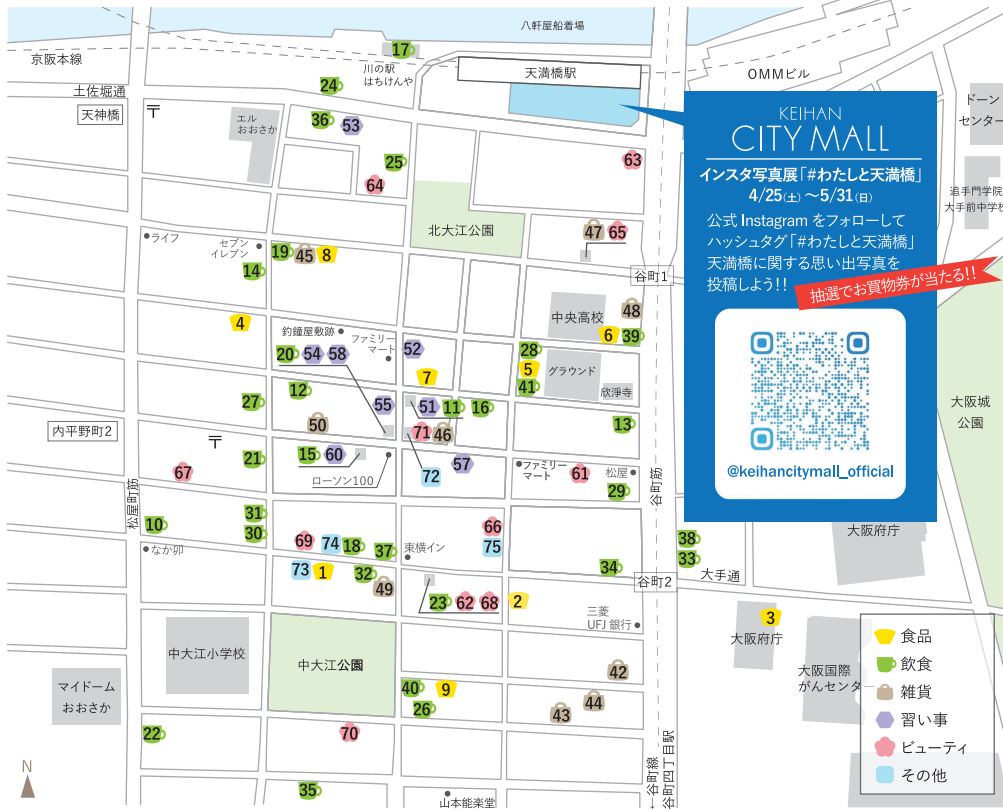 八軒屋船着場
京阪本線
17
川の駅
はちけんや
天満橋駅
OMMビル
土佐堀通
天神橋
〒
24
36
53
エル
おおさか
25
64
63
ドーン
センター
追手門学院
大手前中学校
KEIHAN
CITY MALL
インスタ写真展「#わたしと天満橋」
4/25(土)〜5/31(日)
公式 Instagram をフォローして
ハッシュタグ「#わたしと天満橋」
天満橋に関する思い出写真を
投稿しよう!!
抽選でお買物券が当たる!!
@keihancitymall_official
北大江公園
47
65
ライフ
セブン
イレブン
19
45
8
14
谷町1
48
中央高校
6
39
4
釣鐘屋敷跡
ファミリー
マート
52
20
54
58
28
5
41
グラウンド
欣淨寺
7
12
27
55
51
11
16
50
71
46
13
大阪城
公園
内平野町2
〒
21
15
60
ローソン100
72
57
ファミリー
マート
61
松屋
29
67
松屋町筋
谷町筋
10
31
30
なか卯
69
74
18
37
東横イン
66
75
38
33
大阪府庁
73
1
32
49
34
谷町2
大手通
23
62
68
2
三菱
UFJ 銀行
3
大阪府庁
中大江小学校
中大江公園
マイドーム
おおさか
大阪国際
がんセンタ
42
40
9
26
43
44
22
70
35
山本能楽堂
←谷町線
谷町四丁目駅
N
食品
飲食
雑貨
習い事
ビューティ
その他